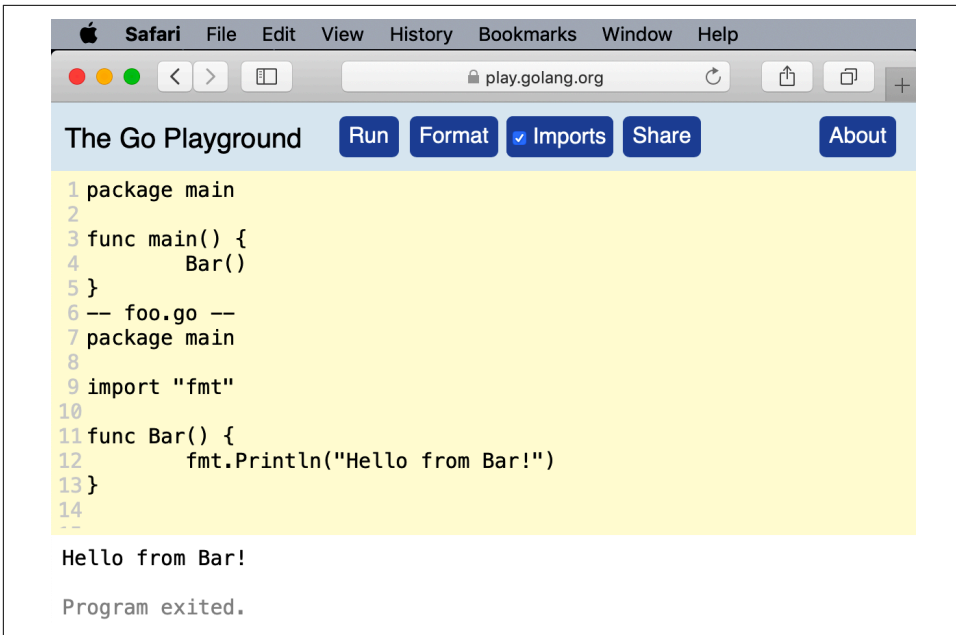 Safari File Edit View History Bookmarks Window Help
play.golang.org
The Go Playground Run Format Imports Share About
1 package main
2
3 func main() {
4         Bar()
5 }
6 -- foo.go --
7 package main
8
9 import "fmt"
10
11 func Bar() {
12         fmt.Println("Hello from Bar!")
13 }
14
Hello from Bar!
Program exited.